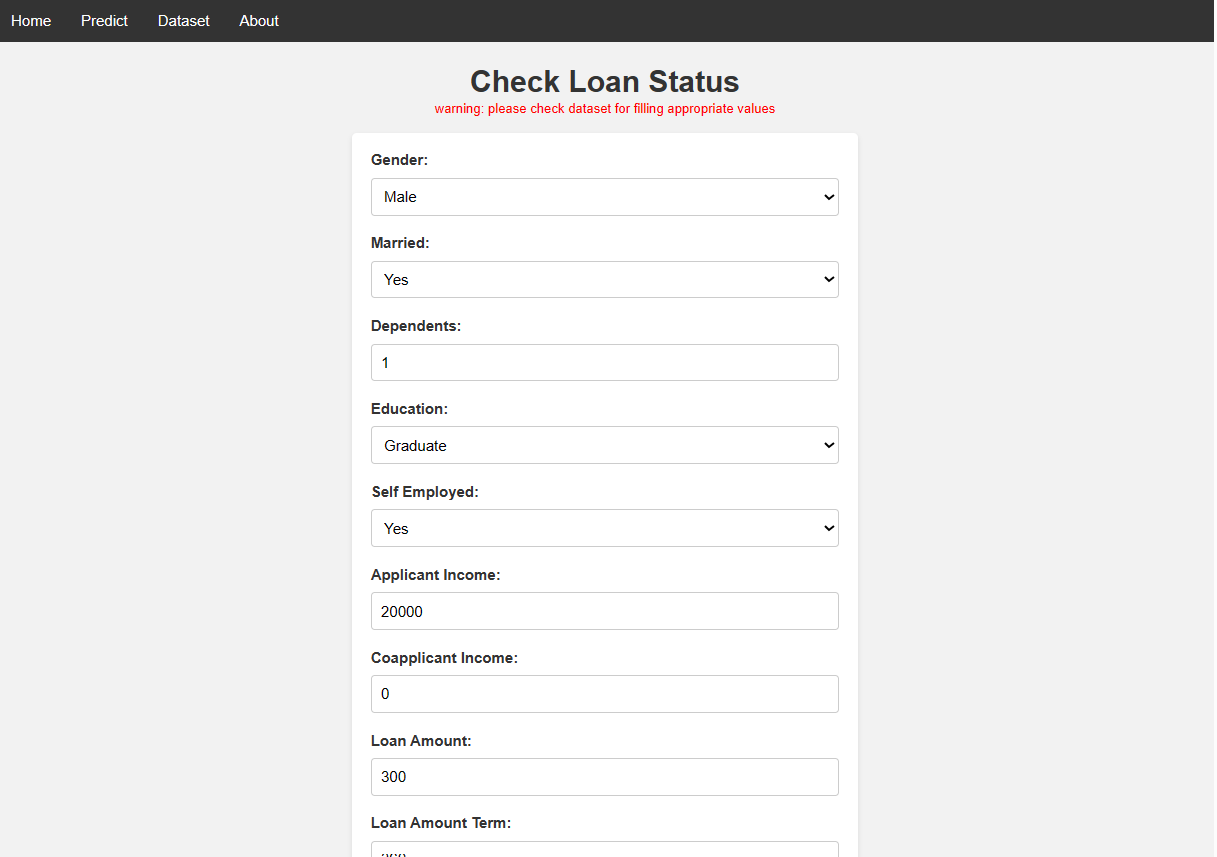 Home Predict Dataset About
Check Loan Status
warning: please check dataset for filling appropriate values
Gender:
Male
Married:
Yes
Dependents:
1
Education:
Graduate
Self Employed:
Yes
Applicant Income:
20000
Coapplicant Income:
0
Loan Amount:
300
Loan Amount Term: